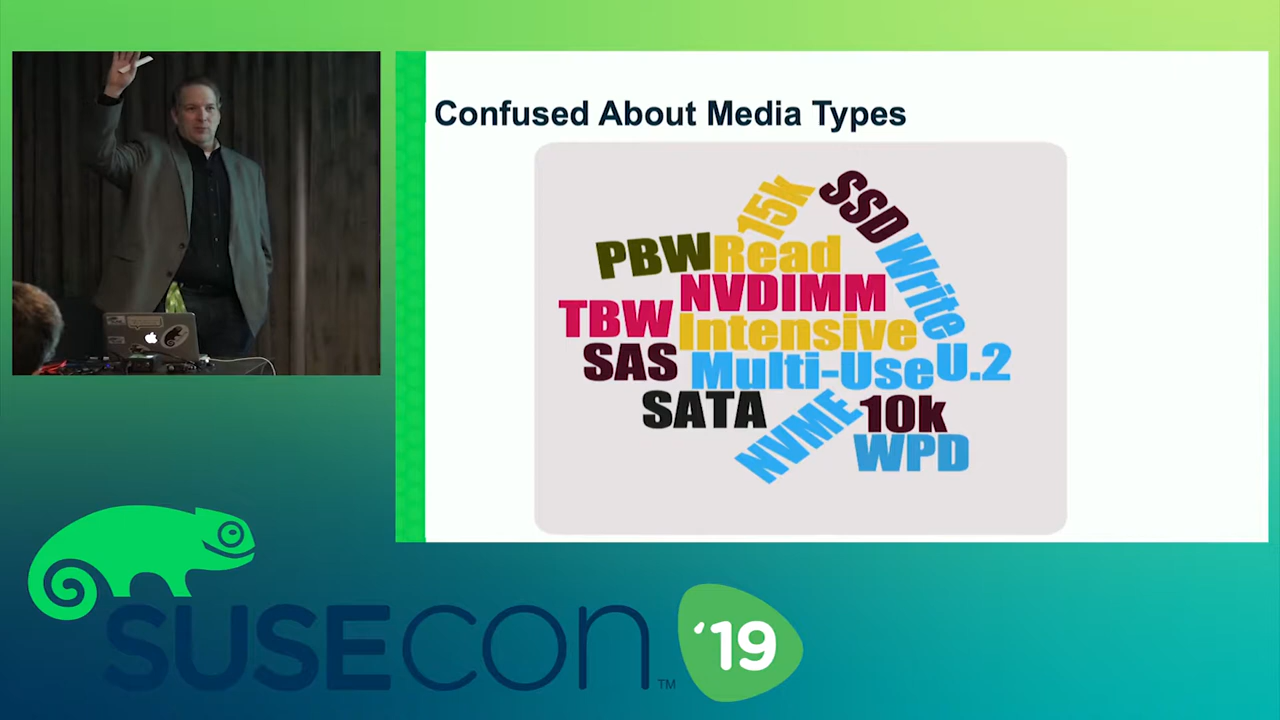 Confused About Media Types
15k
SSD
PBW
Read
Write
NVDIMM
TBW
Intensive
SAS
Multi-Use
U.2
SATA
NVME
10k
WPD
SUSECON™
'19